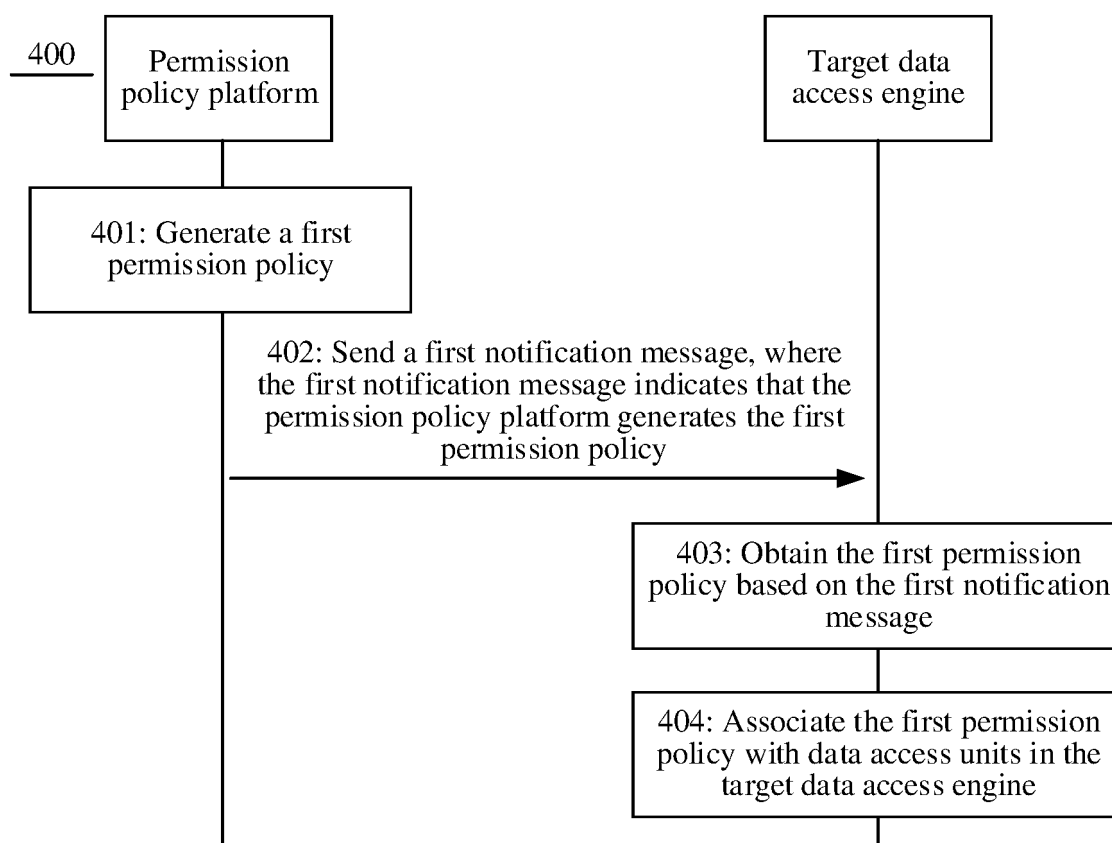 400
Permission
policy platform
Target data
access engine
401: Generate a first
permission policy
402: Send a first notification message, where
the first notification message indicates that the
permission policy platform generates the first
permission policy
403: Obtain the first permission
policy based on the first notification
message
404: Associate the first permission
policy with data access units in the
target data access engine